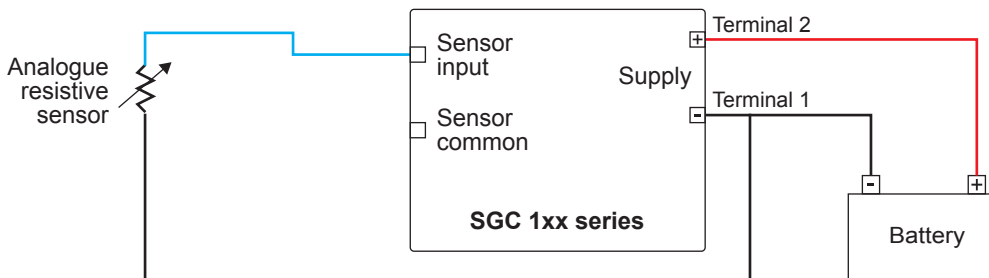 Analogue
resistive
sensor
Sensor
input
Sensor
common
Supply
SGC 1xx series
+
Terminal 2
-
Terminal 1
-
+
Battery